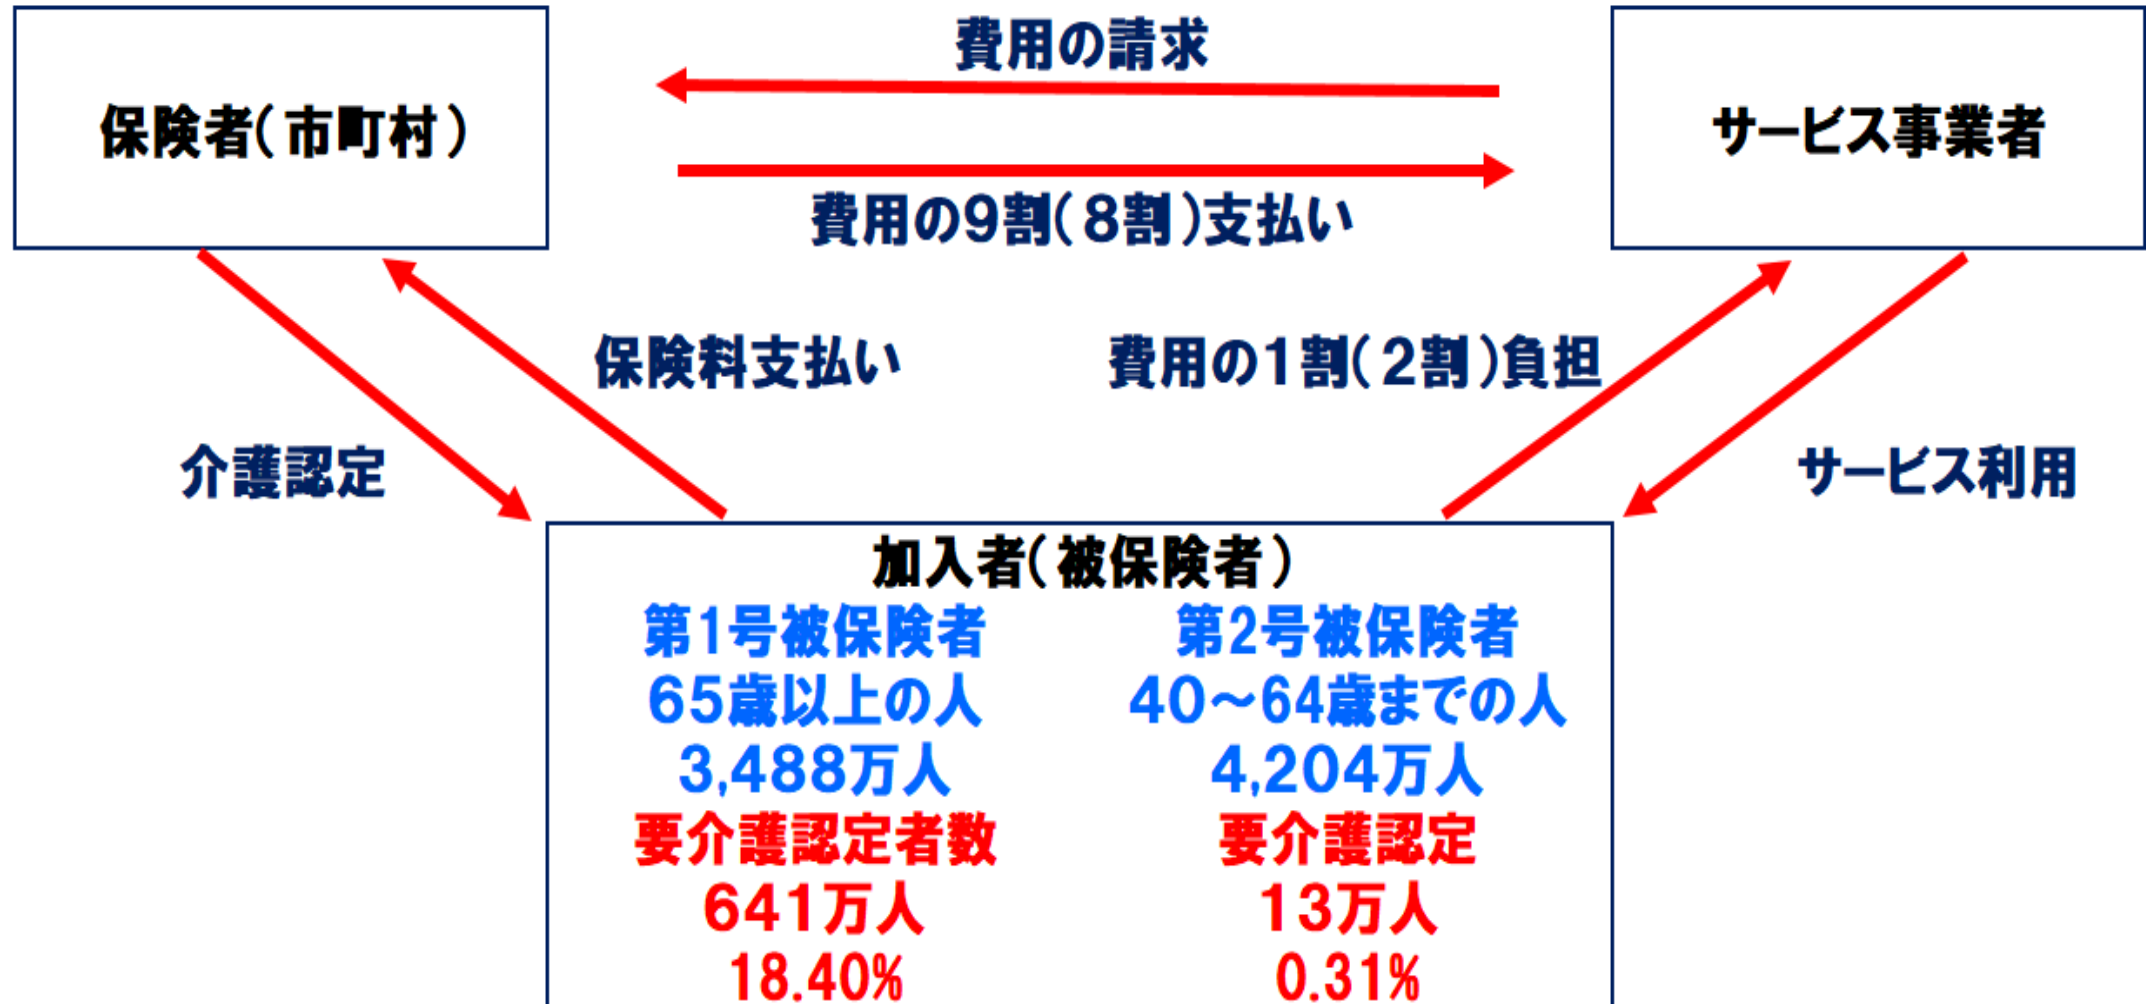 費用の請求
保険者(市町村)
サービス事業者
費用の9割(8割)支払い
保険料支払い
費用の1割(2割)負担
介護認定
サービス利用
加入者(被保険者)
第1号被保険者
65歳以上の人
3,488万人
要介護認定者数
641万人
18.40%
第2号被保険者
40～64歳までの人
4,204万人
要介護認定
13万人
0.31%